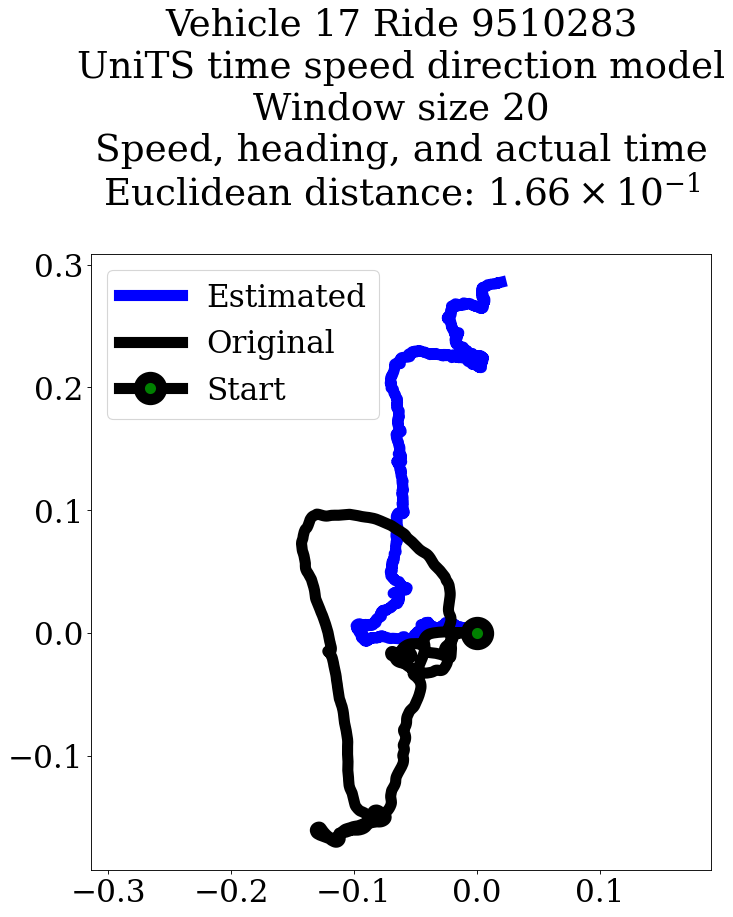 Vehicle 17 Ride 9510283
UniTS time speed direction model
Window size 20
Speed, heading, and actual time
Euclidean distance: 1.66 × 10⁻¹
0.3
Estimated
Original
Start
0.2
0.1
0.0
−0.1
−0.3 −0.2 −0.1 0.0 0.1